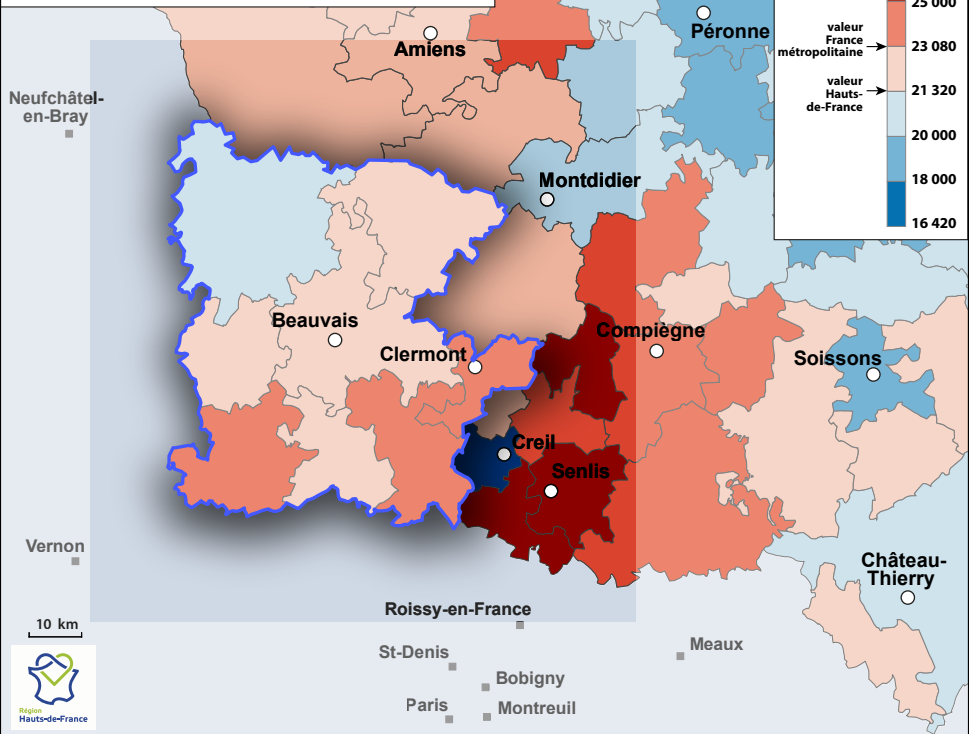 25 000
Péronne
valeur
France
métropolitaine
23 080
Amiens
valeur
Hauts-
de-France
21 320
Neufchâtel-
en-Bray
20 000
Montdidier
18 000
16 420
Beauvais
Compiègne
Clermont
Soissons
Creil
Senlis
Vernon
Château-
Thierry
Roissy-en-France
10 km
St-Denis
Meaux
Bobigny
Paris
Montreuil
Région
Hauts-de-France